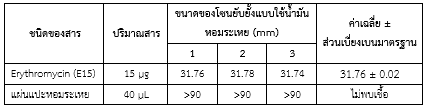 ชนิดของสาร ปริมาณสาร ขนาดของโซนยับยั้งแบบใช้น้ำมัน ค่าเฉลี่ย ±
หอมระเหย (mm) ส่วนเบี่ยงเบนมาตรฐาน
1 2 3
Erythromycin (E15) 15 µg 31.76 31.78 31.74 31.76 ± 0.02
แผ่นแปะหอมระเหย 40 µL >90 >90 >90 ไม่พบเชื้อ